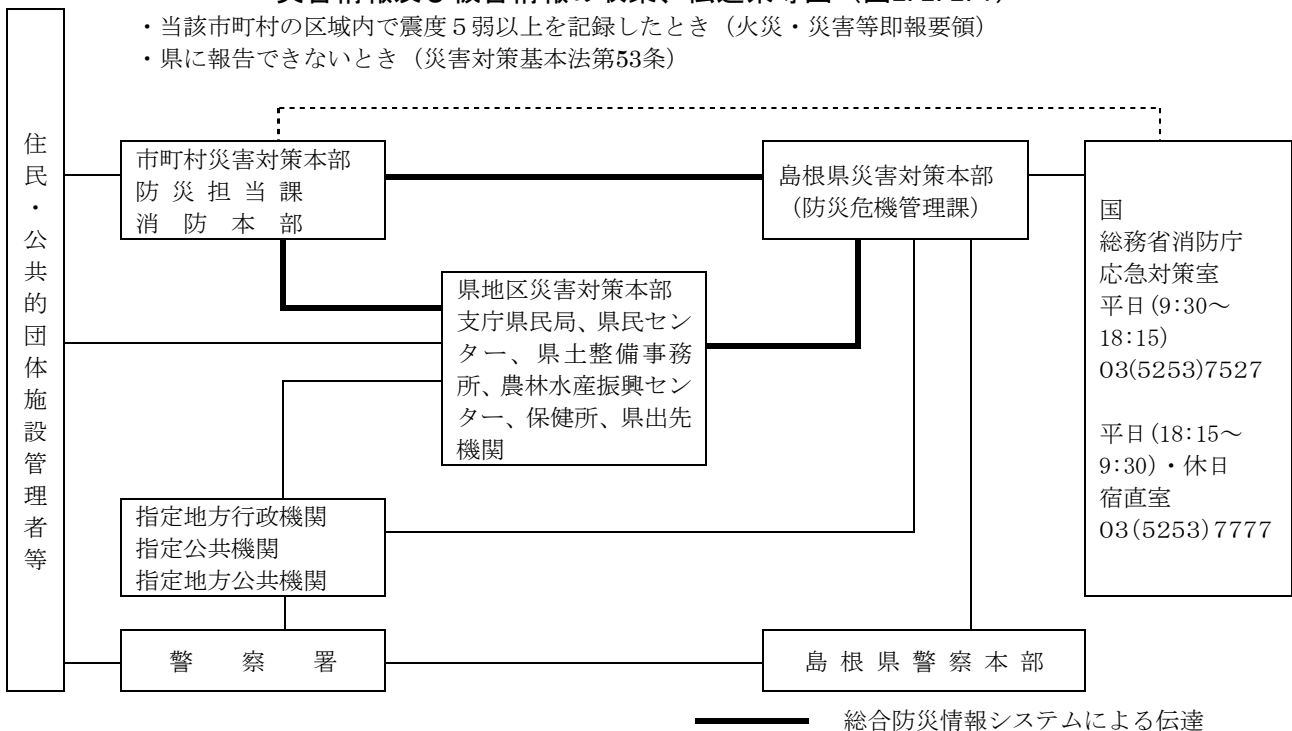 ・当該市町村の区域内で震度５弱以上を記録したとき（火災・災害等即報要領）
・県に報告できないとき（災害対策基本法第53条）
住民・公共的団体施設管理者等
市町村災害対策本部
防災担当課
消防本部
島根県災害対策本部
（防災危機管理課）
国
総務省消防庁
応急対策室
平日(9:30～
18:15)
03(5253)7527
平日(18:15～
9:30)・休日
宿直室
03(5253)7777
県地区災害対策本部
支庁県民局、県民セン
ター、県土整備事務
所、農林水産振興セン
ター、保健所、県出先
機関
指定地方行政機関
指定公共機関
指定地方公共機関
警察署
島根県警察本部
総合防災情報システムによる伝達